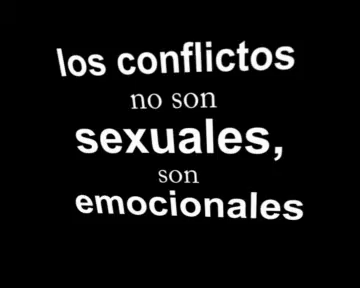 los conflictos
no son
sexuales,
son
emocionales